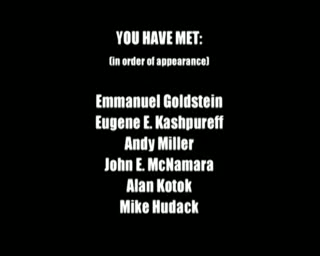 YOU HAVE MET:
(in order of appearance)
Emmanuel Goldstein
Eugene E. Kashpureff
Andy Miller
John E. McNamara
Alan Kotok
Mike Hudack